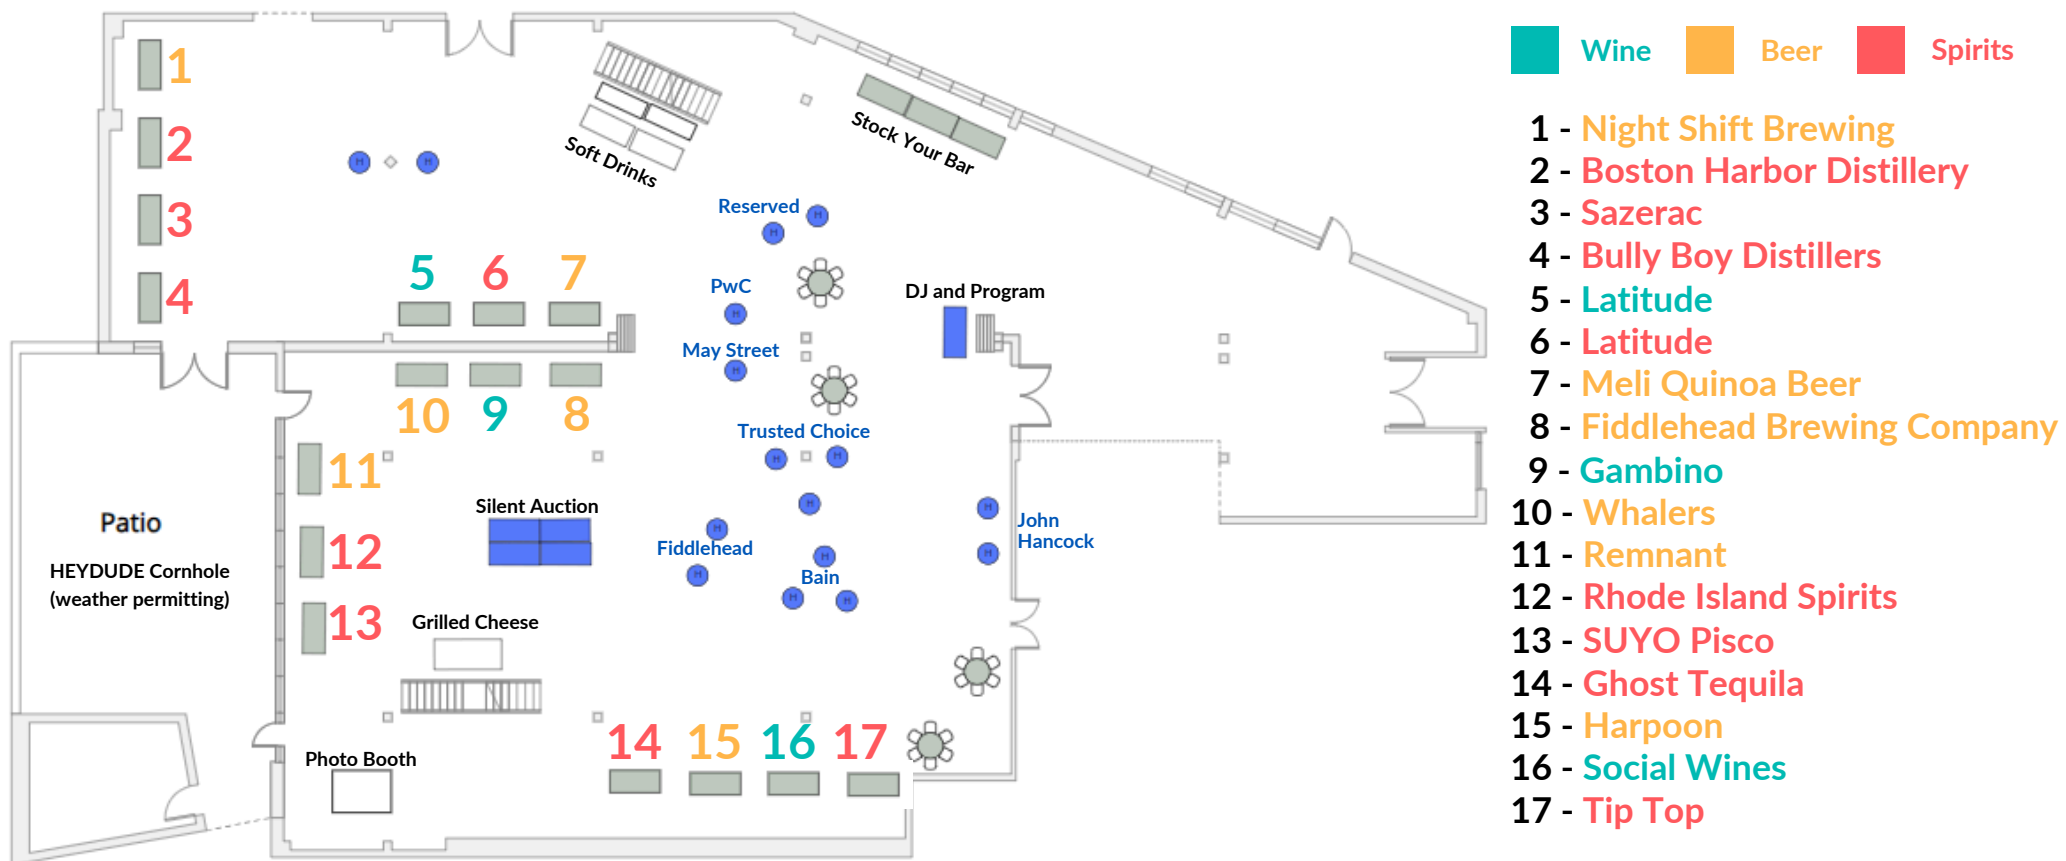 Wine
Beer
Spirits
1 - Night Shift Brewing
2 - Boston Harbor Distillery
3 - Sazerac
4 - Bully Boy Distillers
5 - Latitude
6 - Latitude
7 - Meli Quinoa Beer
8 - Fiddlehead Brewing Company
9 - Gambino
10 - Whalers
11 - Remnant
12 - Rhode Island Spirits
13 - SUYO Pisco
14 - Ghost Tequila
15 - Harpoon
16 - Social Wines
17 - Tip Top
1
2
3
4
H
H
Soft Drinks
Stock Your Bar
Reserved
H
H
5
6
7
PwC
H
DJ and Program
May Street
H
10
9
8
Trusted Choice
H
H
11
12
13
Silent Auction
H
H
Fiddlehead
H
H
Bain
H
H
H
John
Hancock
H
Patio
HEYDUDE Cornhole
(weather permitting)
Grilled Cheese
Photo Booth
14
15
16
17